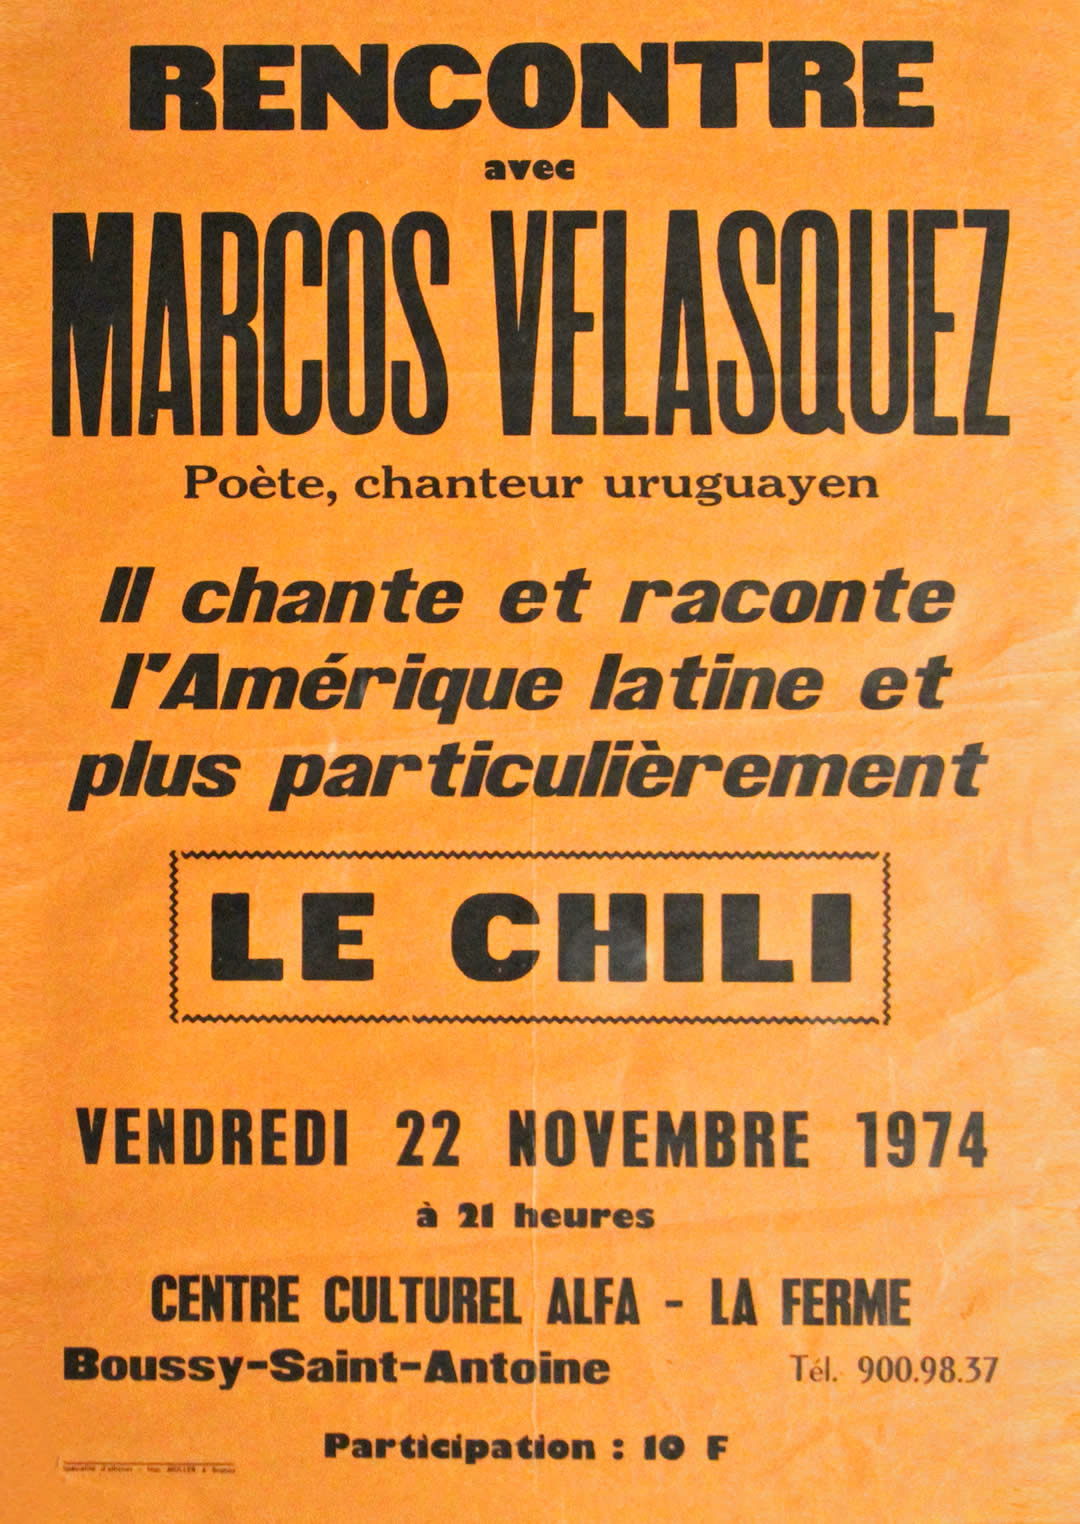 RENCONTRE
avec
MARCOS VELASQUEZ
Poète, chanteur uruguayen
Il chante et raconte
l'Amérique latine et
plus particulièrement
LE CHILI
VENDREDI 22 NOVEMBRE 1974
à 21 heures
CENTRE CULTUREL ALFA - LA FERME
Boussy-Saint-Antoine Tél. 900.98.37
Participation : 10 F